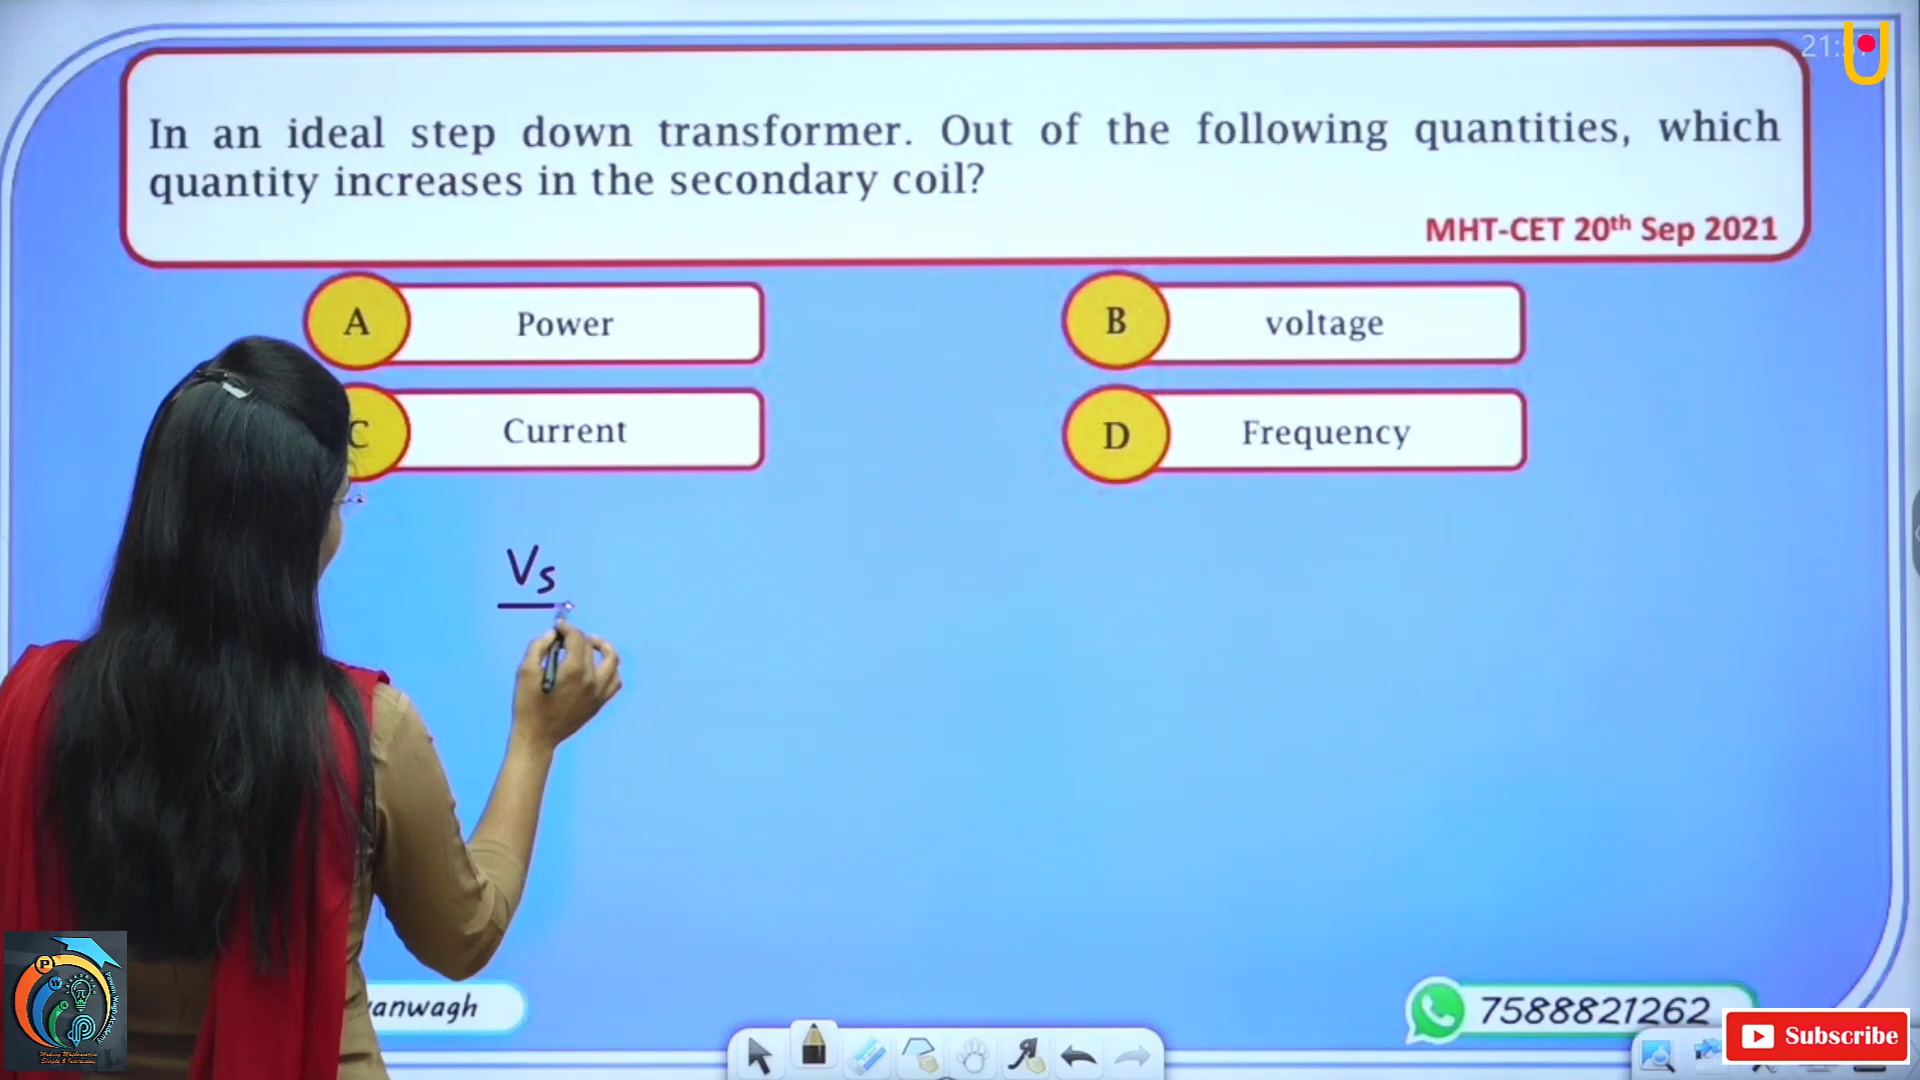 In an ideal step down transformer. Out of the following quantities, which
quantity increases in the secondary coil?
MHT-CET 20th Sep 2021
A Power
B voltage
C Current
D Frequency
Vs
7588821262
Subscribe